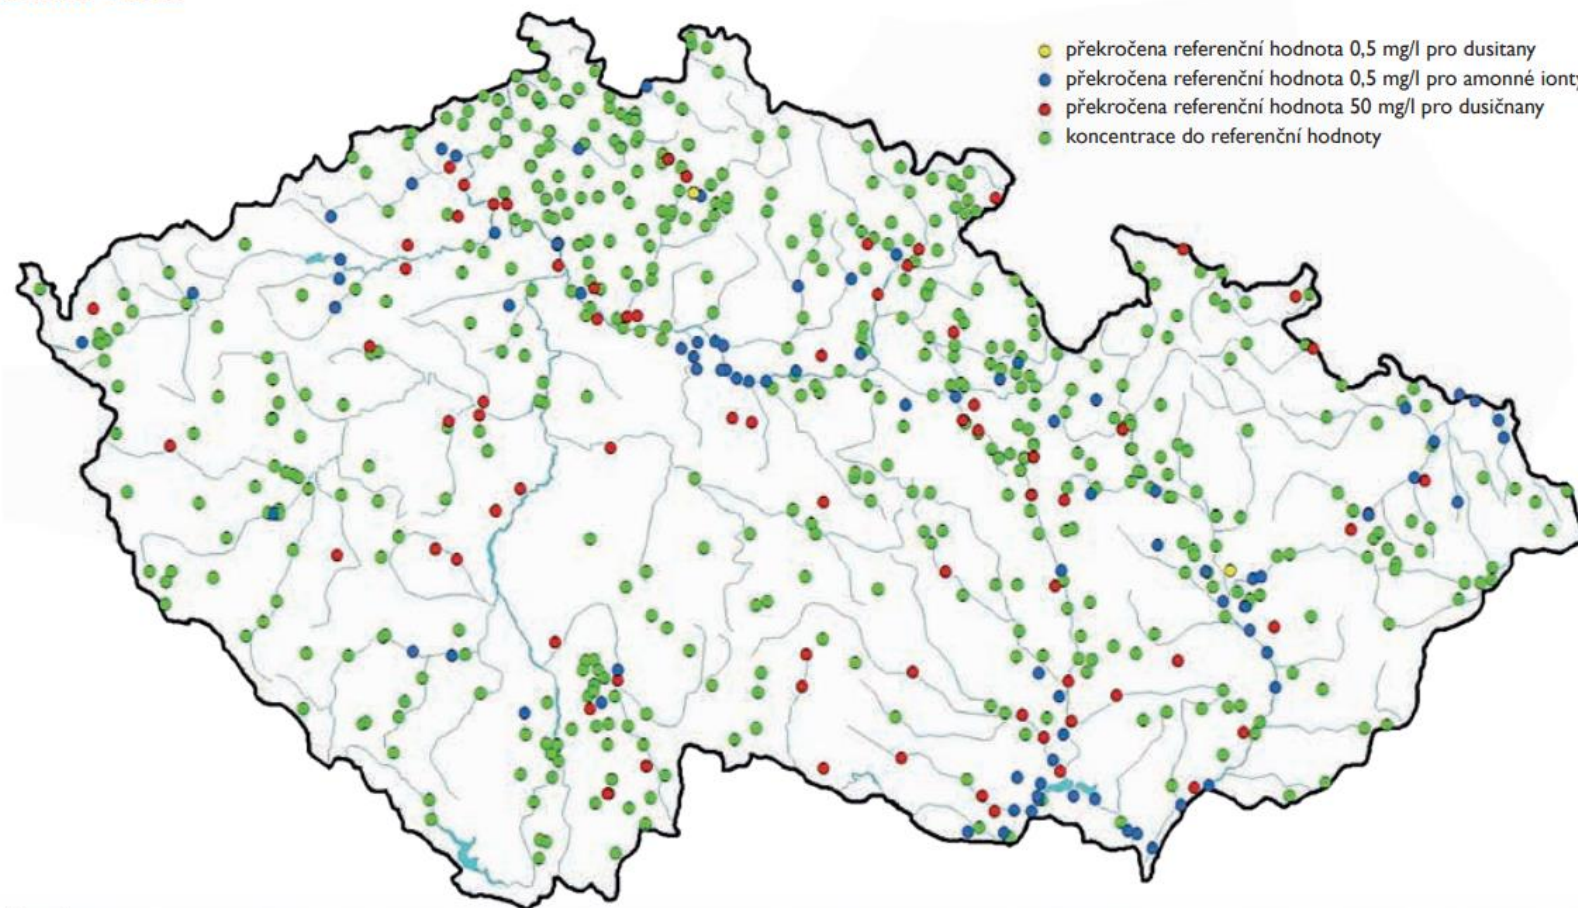 překročena referenční hodnota 0,5 mg/l pro dusitany
překročena referenční hodnota 0,5 mg/l pro amonné ionty
překročena referenční hodnota 50 mg/l pro dusičnany
koncentrace do referenční hodnoty